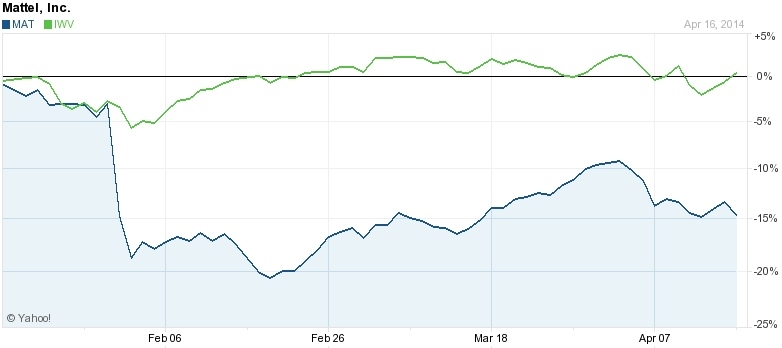 Mattel, Inc.
MAT IWV Apr 16, 2014
+5%
0%
-5%
-10%
-15%
-20%
-25%
© Yahoo!
Feb 06 Feb 26 Mar 18 Apr 07